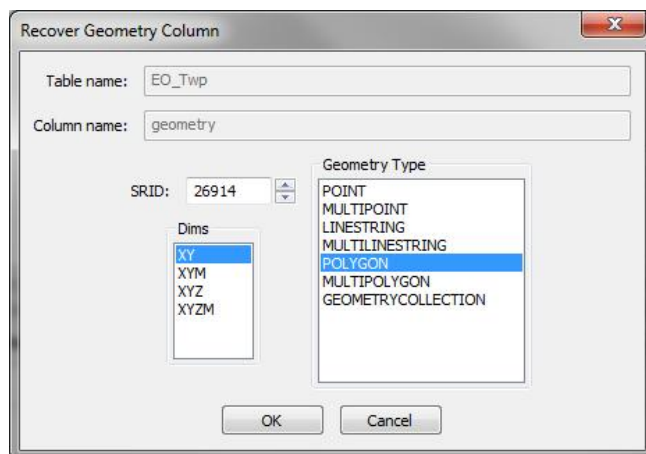 Recover Geometry Column
Table name: EO_Twp
Column name: geometry
SRID: 26914
Dims
XY
XYM
XYZ
XYZM
Geometry Type
POINT
MULTIPOINT
LINESTRING
MULTILINESTRING
POLYGON
MULTIPOLYGON
GEOMETRYCOLLECTION
OK Cancel